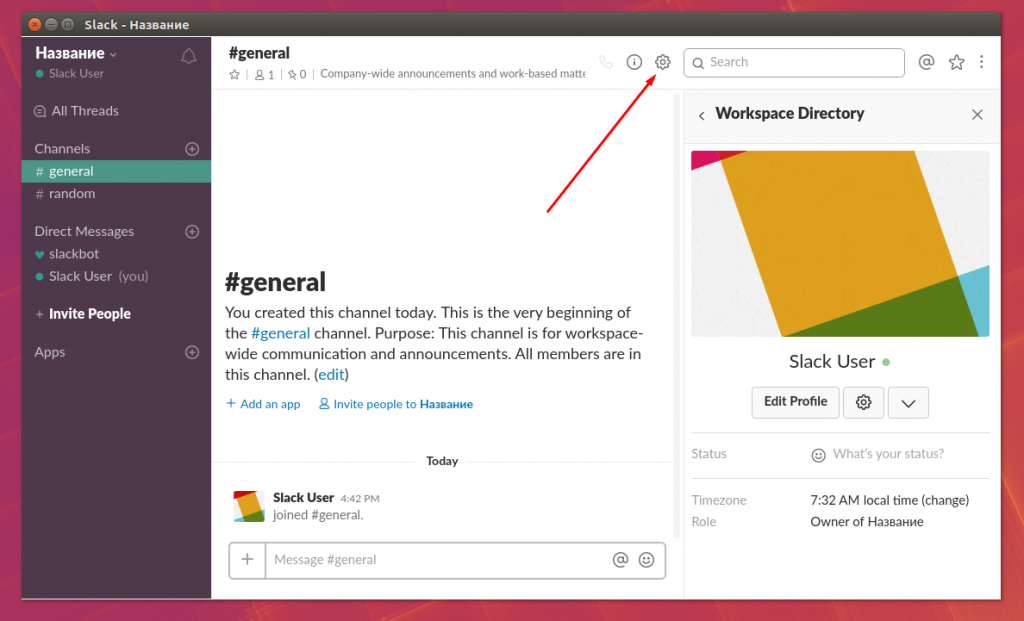 Slack - Название
Название
Slack User
All Threads
Channels
# general
# random
Direct Messages
slackbot
Slack User (you)
+ Invite People
Apps
#general
1 | 0 | Company-wide announcements and work-based matte
Search
Workspace Directory
#general
You created this channel today. This is the very beginning of
the #general channel. Purpose: This channel is for workspace-
wide communication and announcements. All members are in
this channel. (edit)
+ Add an app Invite people to Название
Today
Slack User 4:42 PM
joined #general.
+ Message #general @
Slack User
Edit Profile
Status What's your status?
Timezone 7:32 AM local time (change)
Role Owner of Название